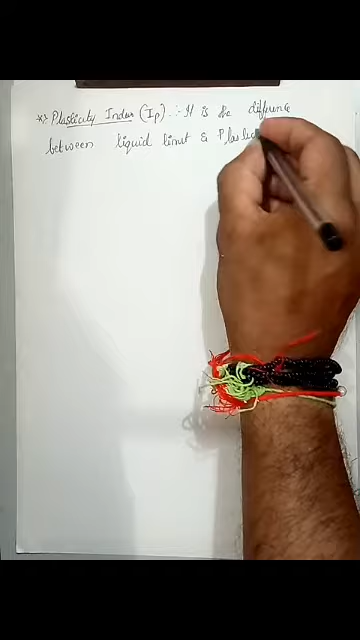 *> Plasticity Index (Ip) :- It is the difference
between liquid limit &